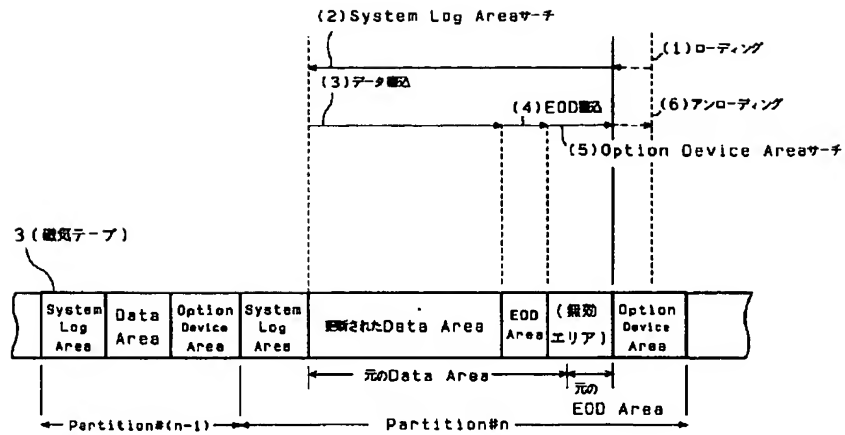 (2)System Log Areaサーチ
(1)ローディング
(3)データ書込
(4)EOD書込
(6)アンローディング
(5)Option Device Areaサーチ
3(磁気テープ)
System Log Area
Data Area
Option Device Area
System Log Area
更新されたData Area
EOD Area
(無効エリア)
Option Device Area
元のData Area
元のEOD Area
Partition#(n-1)
Partition#n